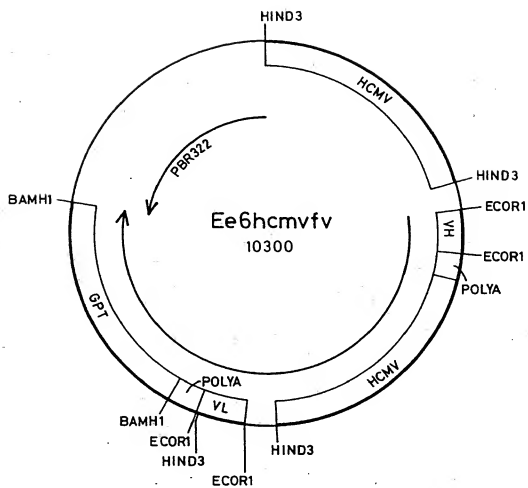 HIND3
HCMV
HIND3
PBR322
BAMH1
ECOR1
Ee6hcmvfv
VH
10300
ECOR1
POLYA
GPT
HCMV
POLYA
BAMH1
VL
ECOR1
HIND3
HIND3
ECOR1